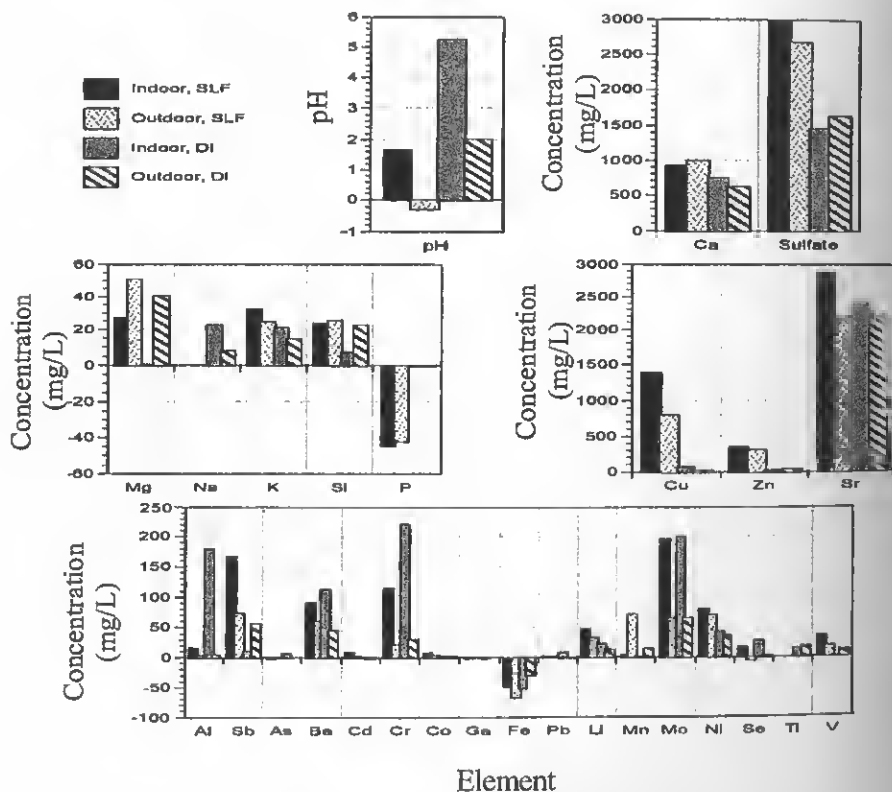 Indoor, SLF
Outdoor, SLF
Indoor, DI
Outdoor, DI
pH
6
5
4
3
2
1
0
-1
pH
Concentration
(mg/L)
3000
2500
2000
1500
1000
500
0
Ca Sulfate
Concentration
(mg/L)
60
40
20
0
-20
-40
-60
Mg Na K Si P
Concentration
(mg/L)
3000
2000
1500
1000
500
0
Cu Zn Sr
Concentration
(mg/L)
250
200
150
100
50
0
-50
-100
Al Sb As Ba Cd Cr Co Ga Fe Pb Li Mn Mo Ni Se Tl V
Element